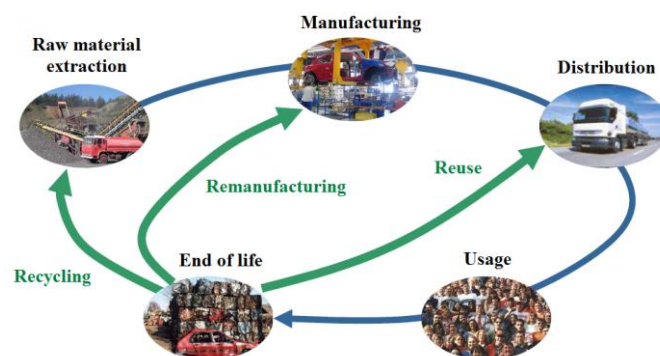 Manufacturing
Raw material
extraction
Distribution
Reuse
Remanufacturing
Recycling
End of life
Usage